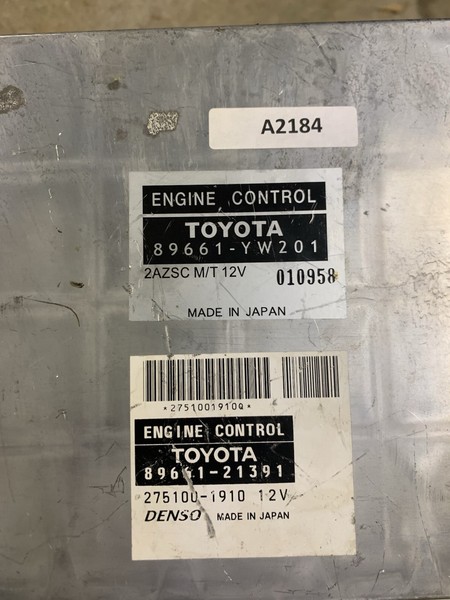 A2184
ENGINE CONTROL
TOYOTA
89661-YW201
2AZSC M/T 12V 010958
MADE IN JAPAN
*2751001910Q*
ENGINE CONTROL
TOYOTA
89661-21391
275100-1910 12V
DENSO MADE IN JAPAN